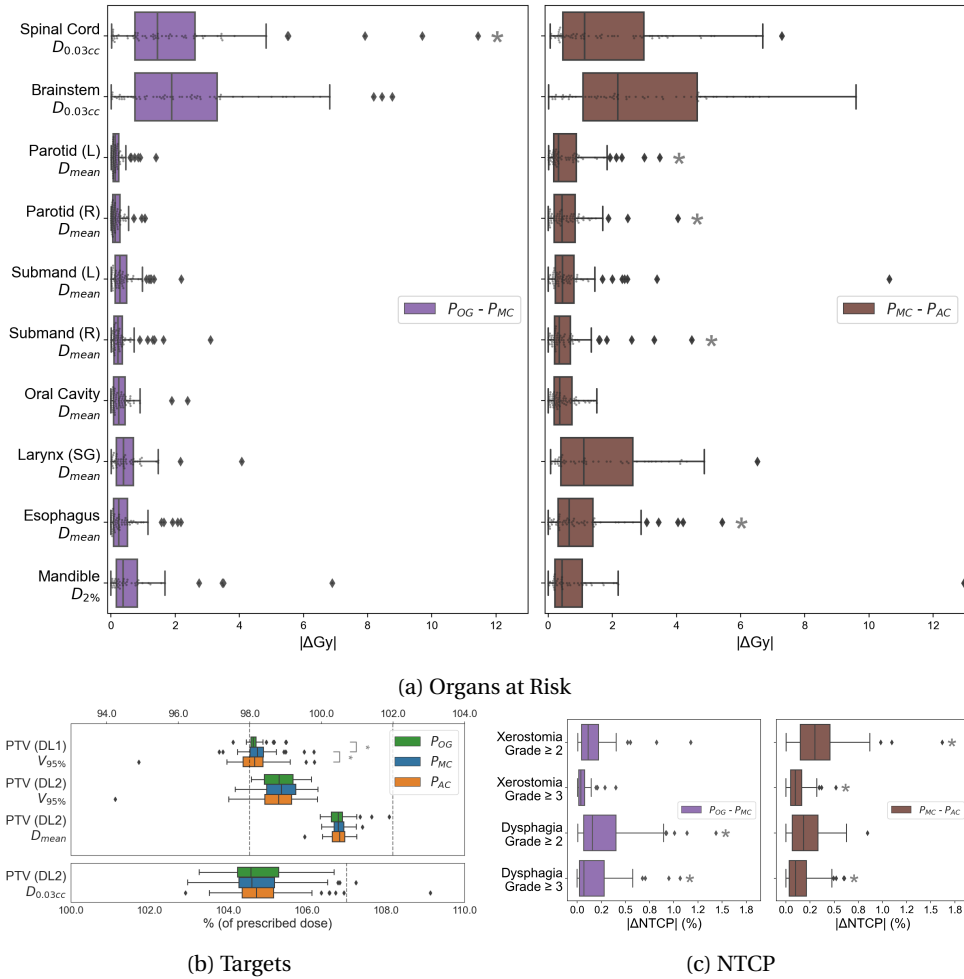 Spinal Cord
D0.03cc
Brainstem
D0.03cc
Parotid (L)
Dmean
Parotid (R)
Dmean
Submand (L)
Dmean
Submand (R)
Dmean
Oral Cavity
Dmean
Larynx (SG)
Dmean
Esophagus
Dmean
Mandible
D2%
*
POG - PMC
0 2 4 6 8 10 12
|ΔGy|
*
*
*
*
PMC - PAC
0 2 4 6 8 10 12
|ΔGy|
(a) Organs at Risk
94.0 96.0 98.0 100.0 102.0 104.0
PTV (DL1)
V95%
PTV (DL2)
V95%
PTV (DL2)
Dmean
PTV (DL2)
D0.03cc
*
*
POG
PMC
PAC
100.0 102.0 104.0 106.0 108.0 110.0
% (of prescribed dose)
(b) Targets
Xerostomia
Grade ≥ 2
Xerostomia
Grade ≥ 3
Dysphagia
Grade ≥ 2
Dysphagia
Grade ≥ 3
POG - PMC
*
*
0.0 0.2 0.5 0.8 1.0 1.2 1.5 1.8
|ΔNTCP| (%)
*
*
PMC - PAC
*
0.0 0.2 0.5 0.8 1.0 1.2 1.5 1.8
|ΔNTCP| (%)
(c) NTCP